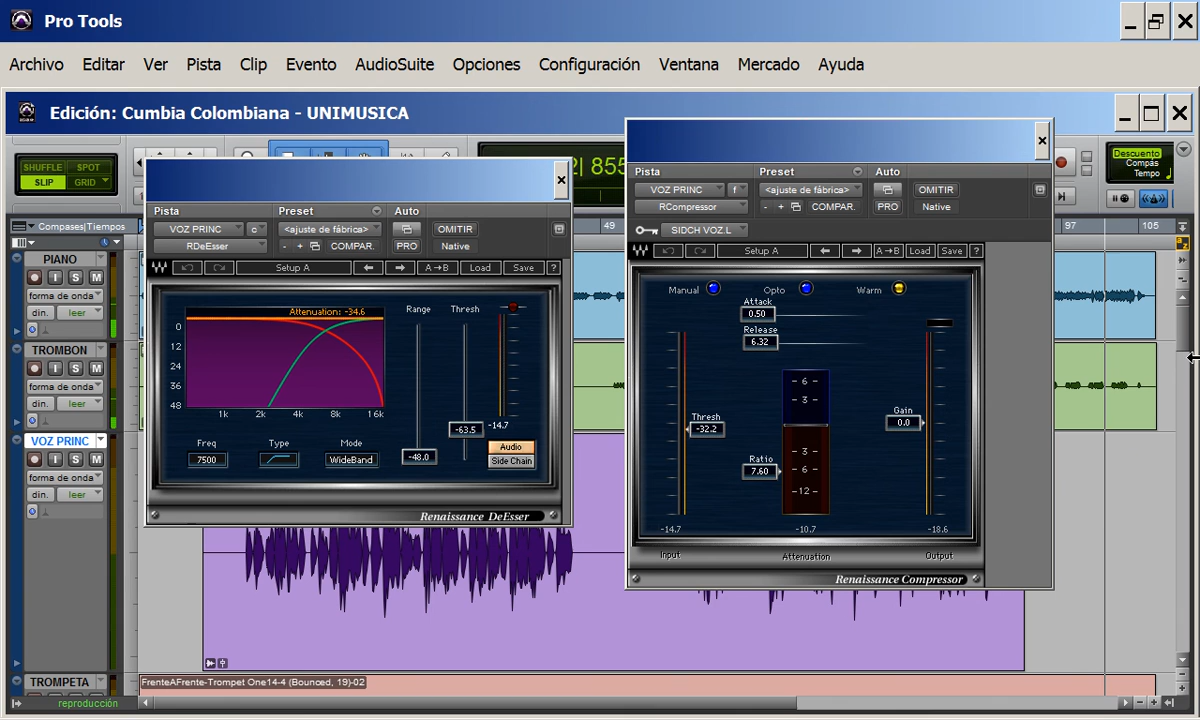 Pro Tools
Archivo Editar Ver Pista Clip Evento AudioSuite Opciones Configuración Ventana Mercado Ayuda
Edición: Cumbia Colombiana - UNIMUSICA
SHUFFLE SPOT
SLIP GRID
2| 855
Descuento
Compás
Tempo
Compases|Tiempos
49
97
105
PIANO
I S M
forma de onda
din. leer
TROMBON
I S M
forma de onda
din. leer
VOZ PRINC
I S M
forma de onda
din. leer
TROMPETA
reproducción
FrenteAFrente-Trompet One14-4 (Bounced, 19)-02
Pista Preset Auto
VOZ PRINC c <ajuste de fábrica> OMITIR
RDeEsser - + COMPAR. PRO Native
Setup A A→B Load Save ?
Attenuation: -34.6
0
12
24
36
48
1k 2k 4k 8k 16k
Range Thresh
-63.5
-48.0
-14.7
Freq Type Mode
7500 WideBand
Audio
Side Chain
Renaissance DeEsser
Pista Preset Auto
VOZ PRINC f <ajuste de fábrica> OMITIR
RCompressor - + COMPAR. PRO Native
SIDCH VOZ.L
Setup A A→B Load Save ?
Manual Opto Warm
Attack
0.50
Release
6.32
6
3
Thresh
-32.2
Gain
0.0
3
Ratio
7.60
6
12
-14.7 -10.7 -18.6
Input Attenuation Output
Renaissance Compressor